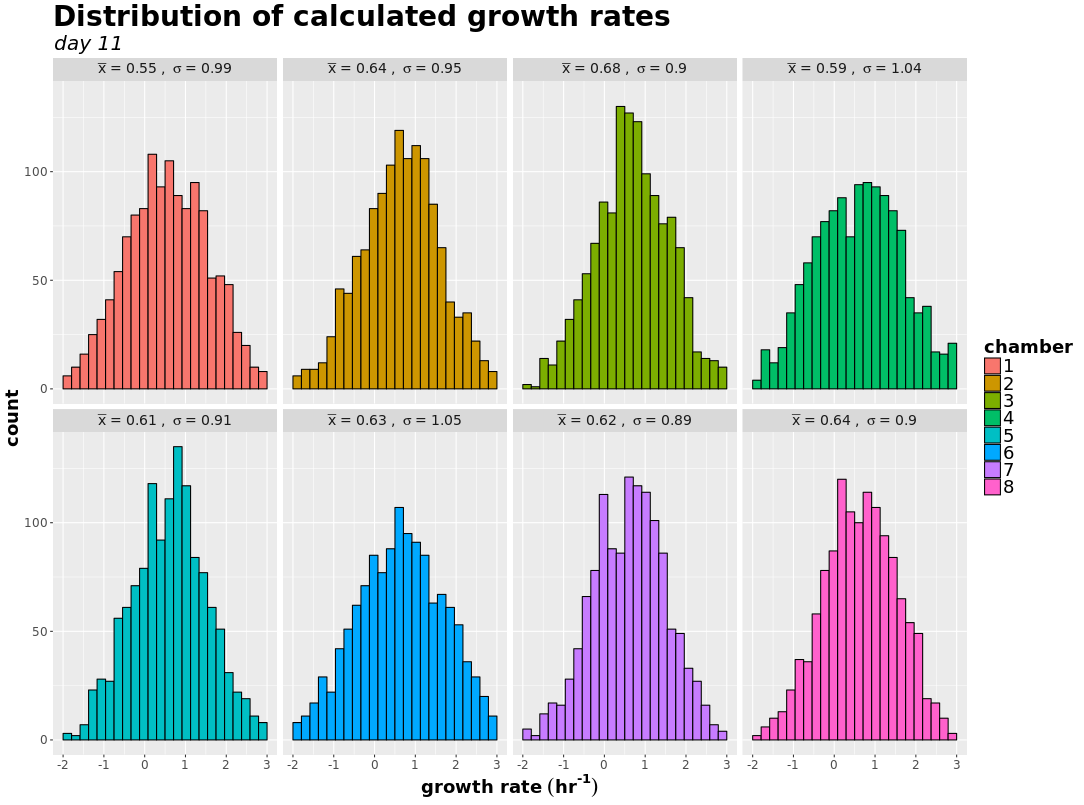 Distribution of calculated growth rates
day 11
x̅ = 0.55 , σ = 0.99
x̅ = 0.64 , σ = 0.95
x̅ = 0.68 , σ = 0.9
x̅ = 0.59 , σ = 1.04
100
50
0
count
x̅ = 0.61 , σ = 0.91
x̅ = 0.63 , σ = 1.05
x̅ = 0.62 , σ = 0.89
x̅ = 0.64 , σ = 0.9
100
50
0
-2 -1 0 1 2 3
-2 -1 0 1 2 3
-2 -1 0 1 2 3
-2 -1 0 1 2 3
growth rate (hr⁻¹)
chamber
1
2
3
4
5
6
7
8